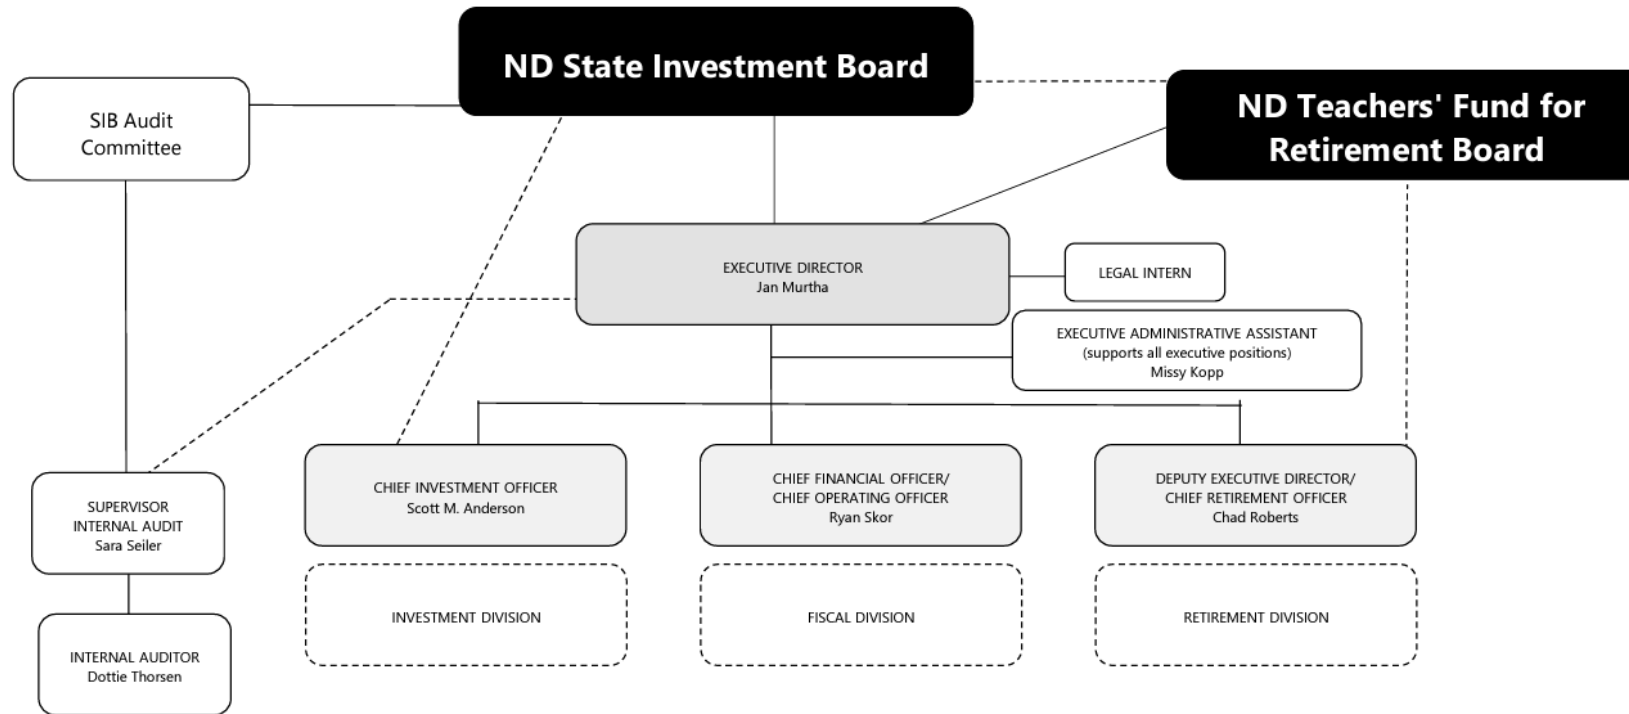 ND State Investment Board
ND Teachers' Fund for
Retirement Board
SIB Audit
Committee
EXECUTIVE DIRECTOR
Jan Murtha
LEGAL INTERN
EXECUTIVE ADMINISTRATIVE ASSISTANT
(supports all executive positions)
Missy Kopp
SUPERVISOR
INTERNAL AUDIT
Sara Seiler
CHIEF INVESTMENT OFFICER
Scott M. Anderson
CHIEF FINANCIAL OFFICER/
CHIEF OPERATING OFFICER
Ryan Skor
DEPUTY EXECUTIVE DIRECTOR/
CHIEF RETIREMENT OFFICER
Chad Roberts
INTERNAL AUDITOR
Dottie Thorsen
INVESTMENT DIVISION
FISCAL DIVISION
RETIREMENT DIVISION